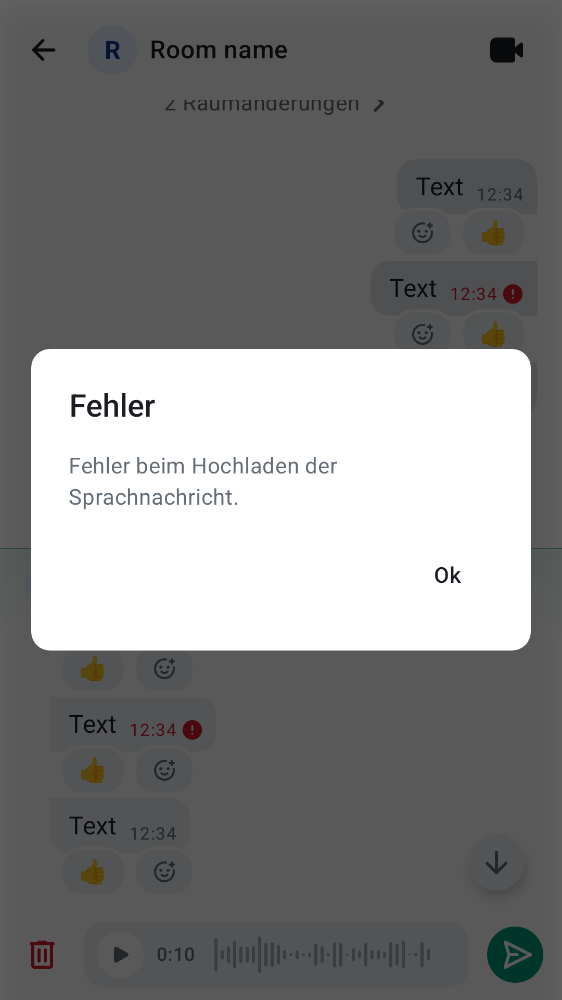 R Room name
2 Raumänderungen
Text 12:34
Text 12:34
Fehler
Fehler beim Hochladen der
Sprachnachricht.
Ok
Text 12:34
Text 12:34
0:10